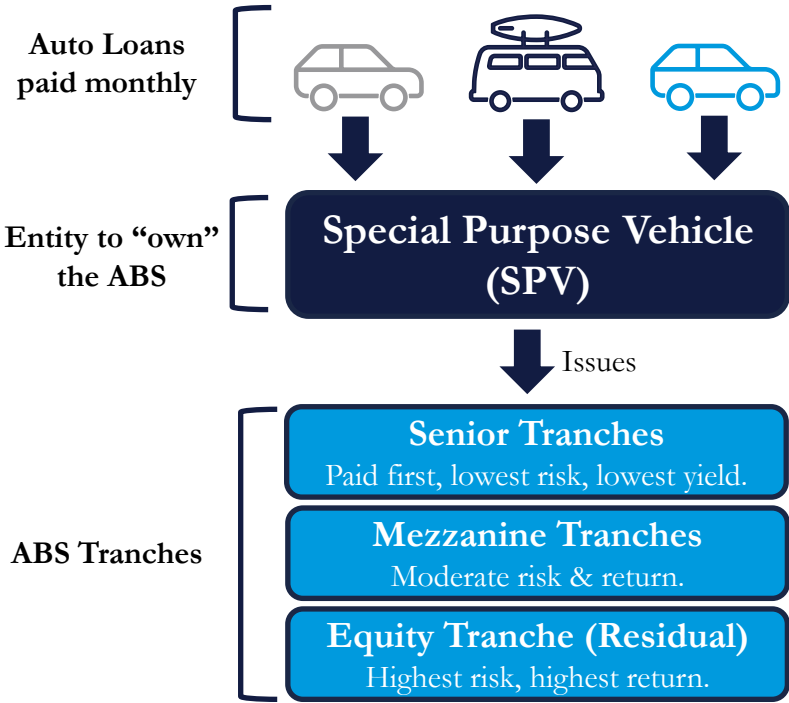 Auto Loans
paid monthly
Entity to “own”
the ABS
Special Purpose Vehicle
(SPV)
Issues
ABS Tranches
Senior Tranches
Paid first, lowest risk, lowest yield.
Mezzanine Tranches
Moderate risk & return.
Equity Tranche (Residual)
Highest risk, highest return.